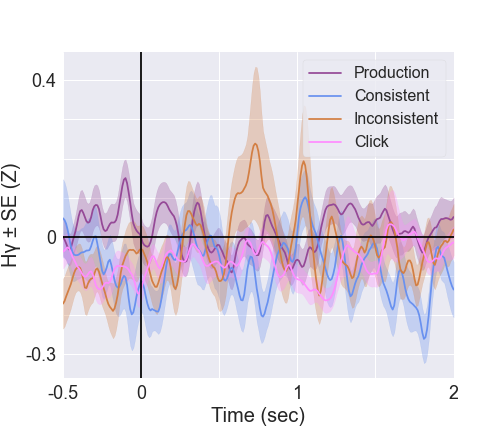 Production
Consistent
Inconsistent
Click
0.4
0
-0.3
Hγ ± SE (Z)
-0.5
0
1
2
Time (sec)